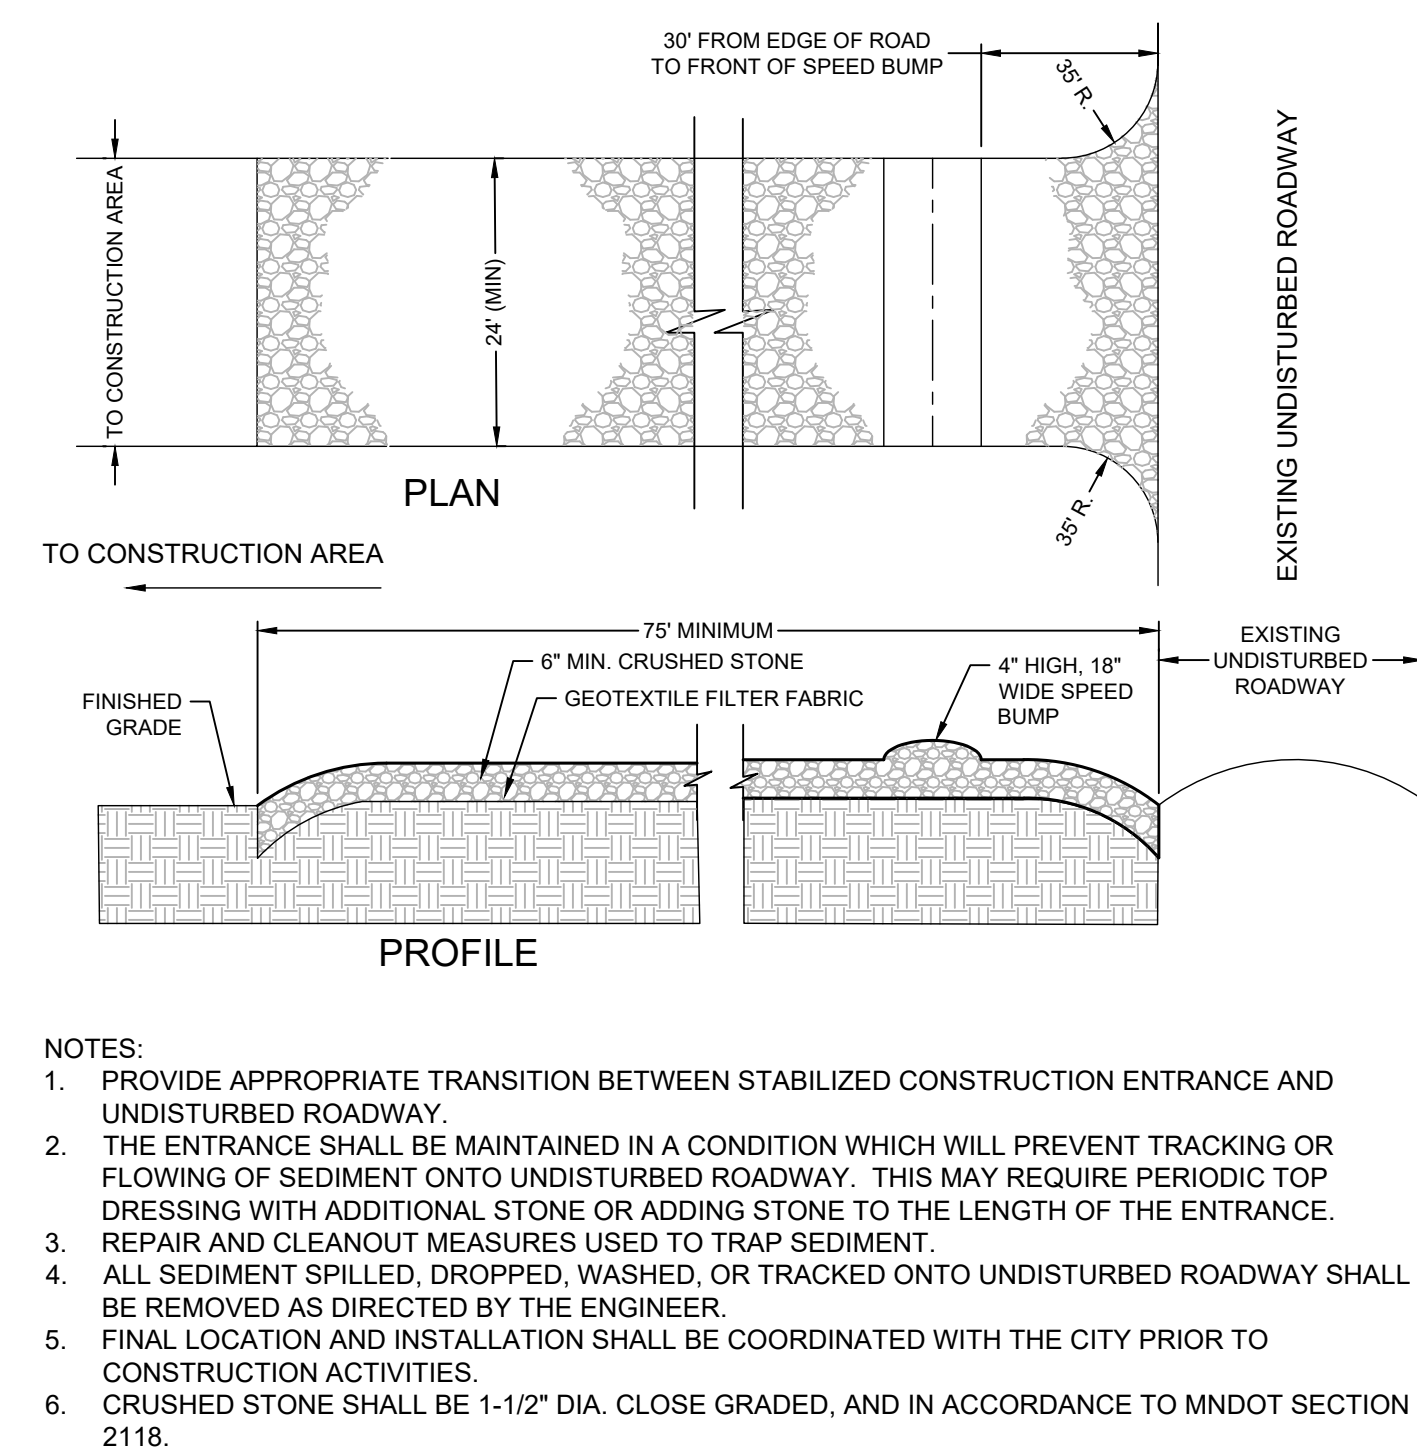 30' FROM EDGE OF ROAD
TO FRONT OF SPEED BUMP
35' R.
TO CONSTRUCTION AREA
24' (MIN)
EXISTING UNDISTURBED ROADWAY
PLAN
35' R.
TO CONSTRUCTION AREA
75' MINIMUM
EXISTING
UNDISTURBED
ROADWAY
6" MIN. CRUSHED STONE
GEOTEXTILE FILTER FABRIC
4" HIGH, 18"
WIDE SPEED
BUMP
FINISHED
GRADE
PROFILE
NOTES:
1. PROVIDE APPROPRIATE TRANSITION BETWEEN STABILIZED CONSTRUCTION ENTRANCE AND
UNDISTURBED ROADWAY.
2. THE ENTRANCE SHALL BE MAINTAINED IN A CONDITION WHICH WILL PREVENT TRACKING OR
FLOWING OF SEDIMENT ONTO UNDISTURBED ROADWAY. THIS MAY REQUIRE PERIODIC TOP
DRESSING WITH ADDITIONAL STONE OR ADDING STONE TO THE LENGTH OF THE ENTRANCE.
3. REPAIR AND CLEANOUT MEASURES USED TO TRAP SEDIMENT.
4. ALL SEDIMENT SPILLED, DROPPED, WASHED, OR TRACKED ONTO UNDISTURBED ROADWAY SHALL
BE REMOVED AS DIRECTED BY THE ENGINEER.
5. FINAL LOCATION AND INSTALLATION SHALL BE COORDINATED WITH THE CITY PRIOR TO
CONSTRUCTION ACTIVITIES.
6. CRUSHED STONE SHALL BE 1-1/2" DIA. CLOSE GRADED, AND IN ACCORDANCE TO MNDOT SECTION
2118.